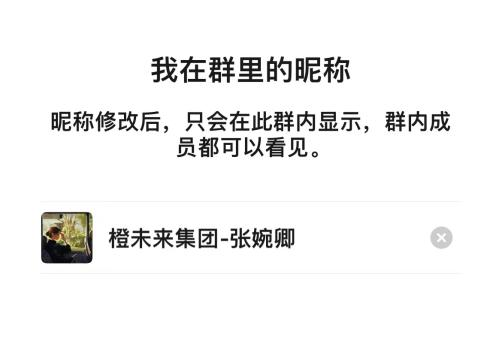 我在群里的昵称
昵称修改后，只会在此群内显示，群内成
员都可以看见。
橙未来集团-张婉卿